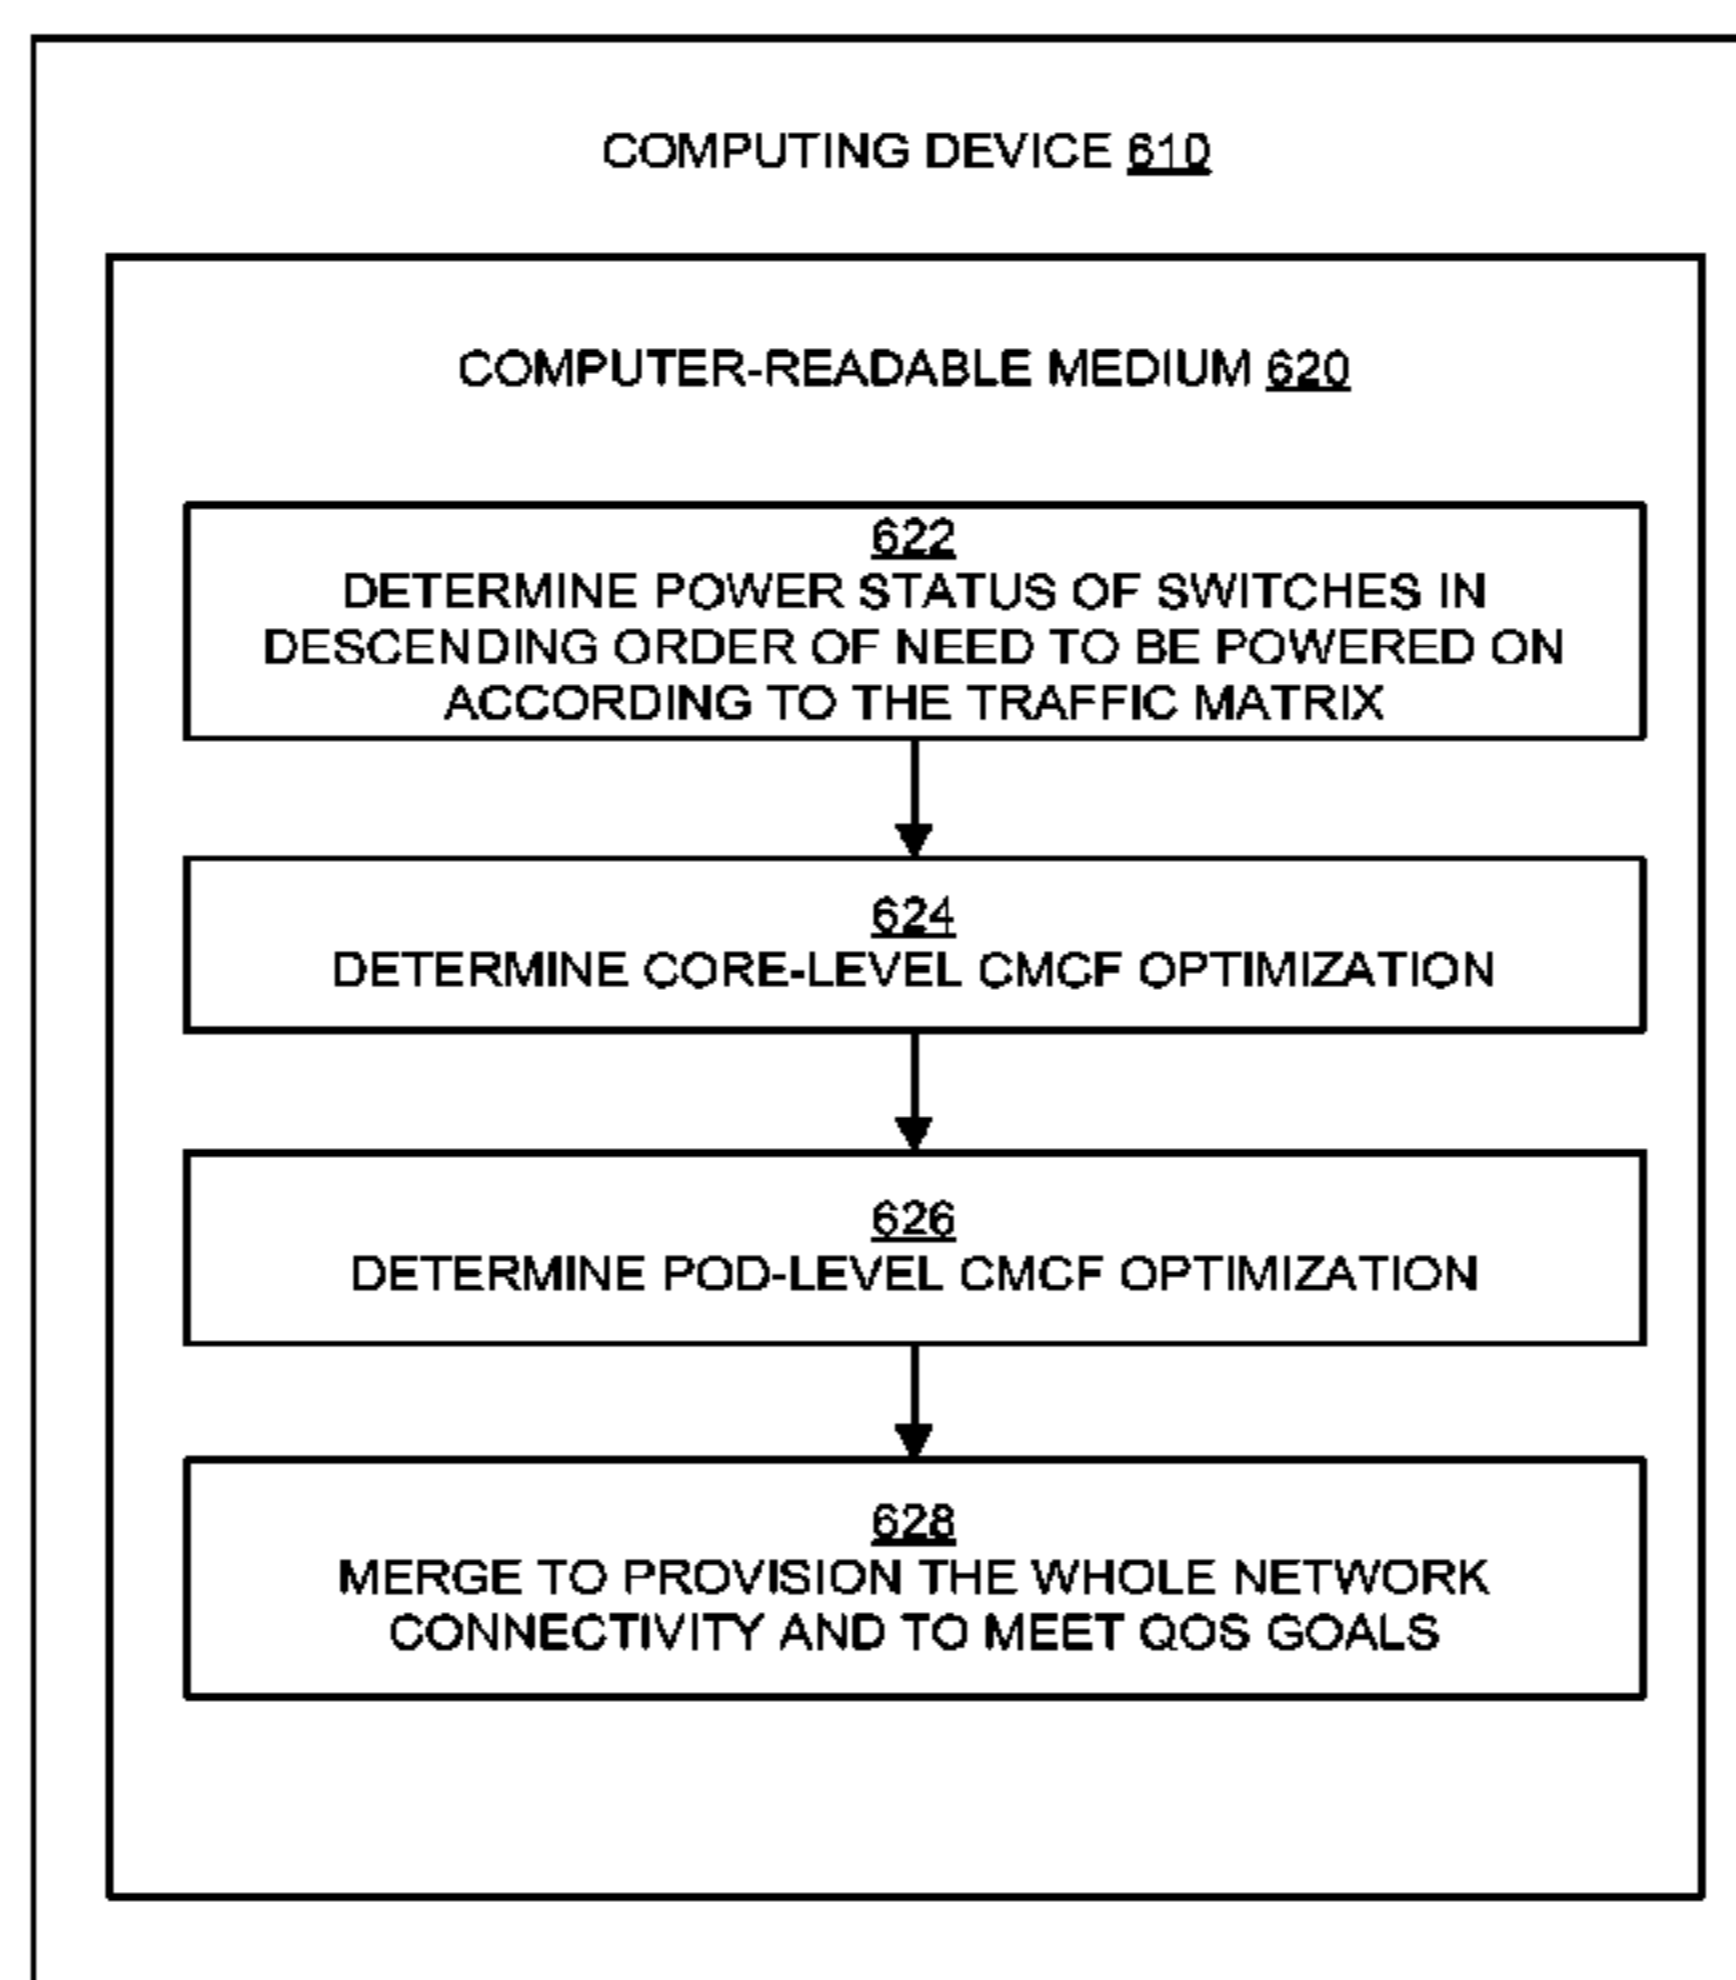 COMPUTING DEVICE 610
COMPUTER-READABLE MEDIUM 620
622
DETERMINE POWER STATUS OF SWITCHES IN
DESCENDING ORDER OF NEED TO BE POWERED ON
ACCORDING TO THE TRAFFIC MATRIX
624
DETERMINE CORE-LEVEL CMCF OPTIMIZATION
626
DETERMINE POD-LEVEL CMCF OPTIMIZATION
628
MERGE TO PROVISION THE WHOLE NETWORK
CONNECTIVITY AND TO MEET QOS GOALS